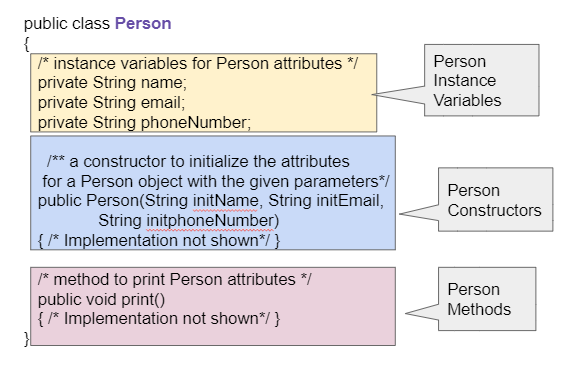 public class Person
{
/* instance variables for Person attributes */
private String name;
private String email;
private String phoneNumber;
Person
Instance
Variables
/** a constructor to initialize the attributes
for a Person object with the given parameters*/
public Person(String initName, String initEmail,
String initphoneNumber)
{ /* Implementation not shown*/ }
Person
Constructors
/* method to print Person attributes */
public void print()
{ /* Implementation not shown*/ }
Person
Methods
}